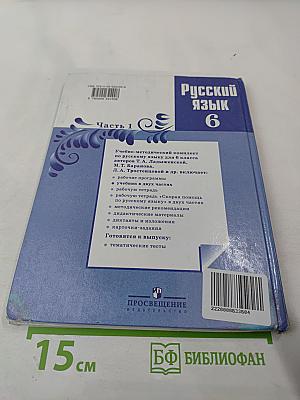 Русский
язык
6
Часть 1
Учебно-методический комплект
по русскому языку для 6 класса
авторов Т.А. Ладыженской,
М.Т. Баранова,
Л.А. Тростенцовой и др. включает:
• рабочие программы
• учебник в двух частях
• рабочую тетрадь
• рабочую тетрадь «Скорая помощь
по русскому языку» в двух частях
• методические рекомендации
• дидактические материалы
• диктанты и изложения
• карточки-задания
Готовятся к выпуску:
• тематические тесты
ПРОСВЕЩЕНИЕ
ИЗДАТЕЛЬСТВО
15 см
БФ БИБЛИОФАН